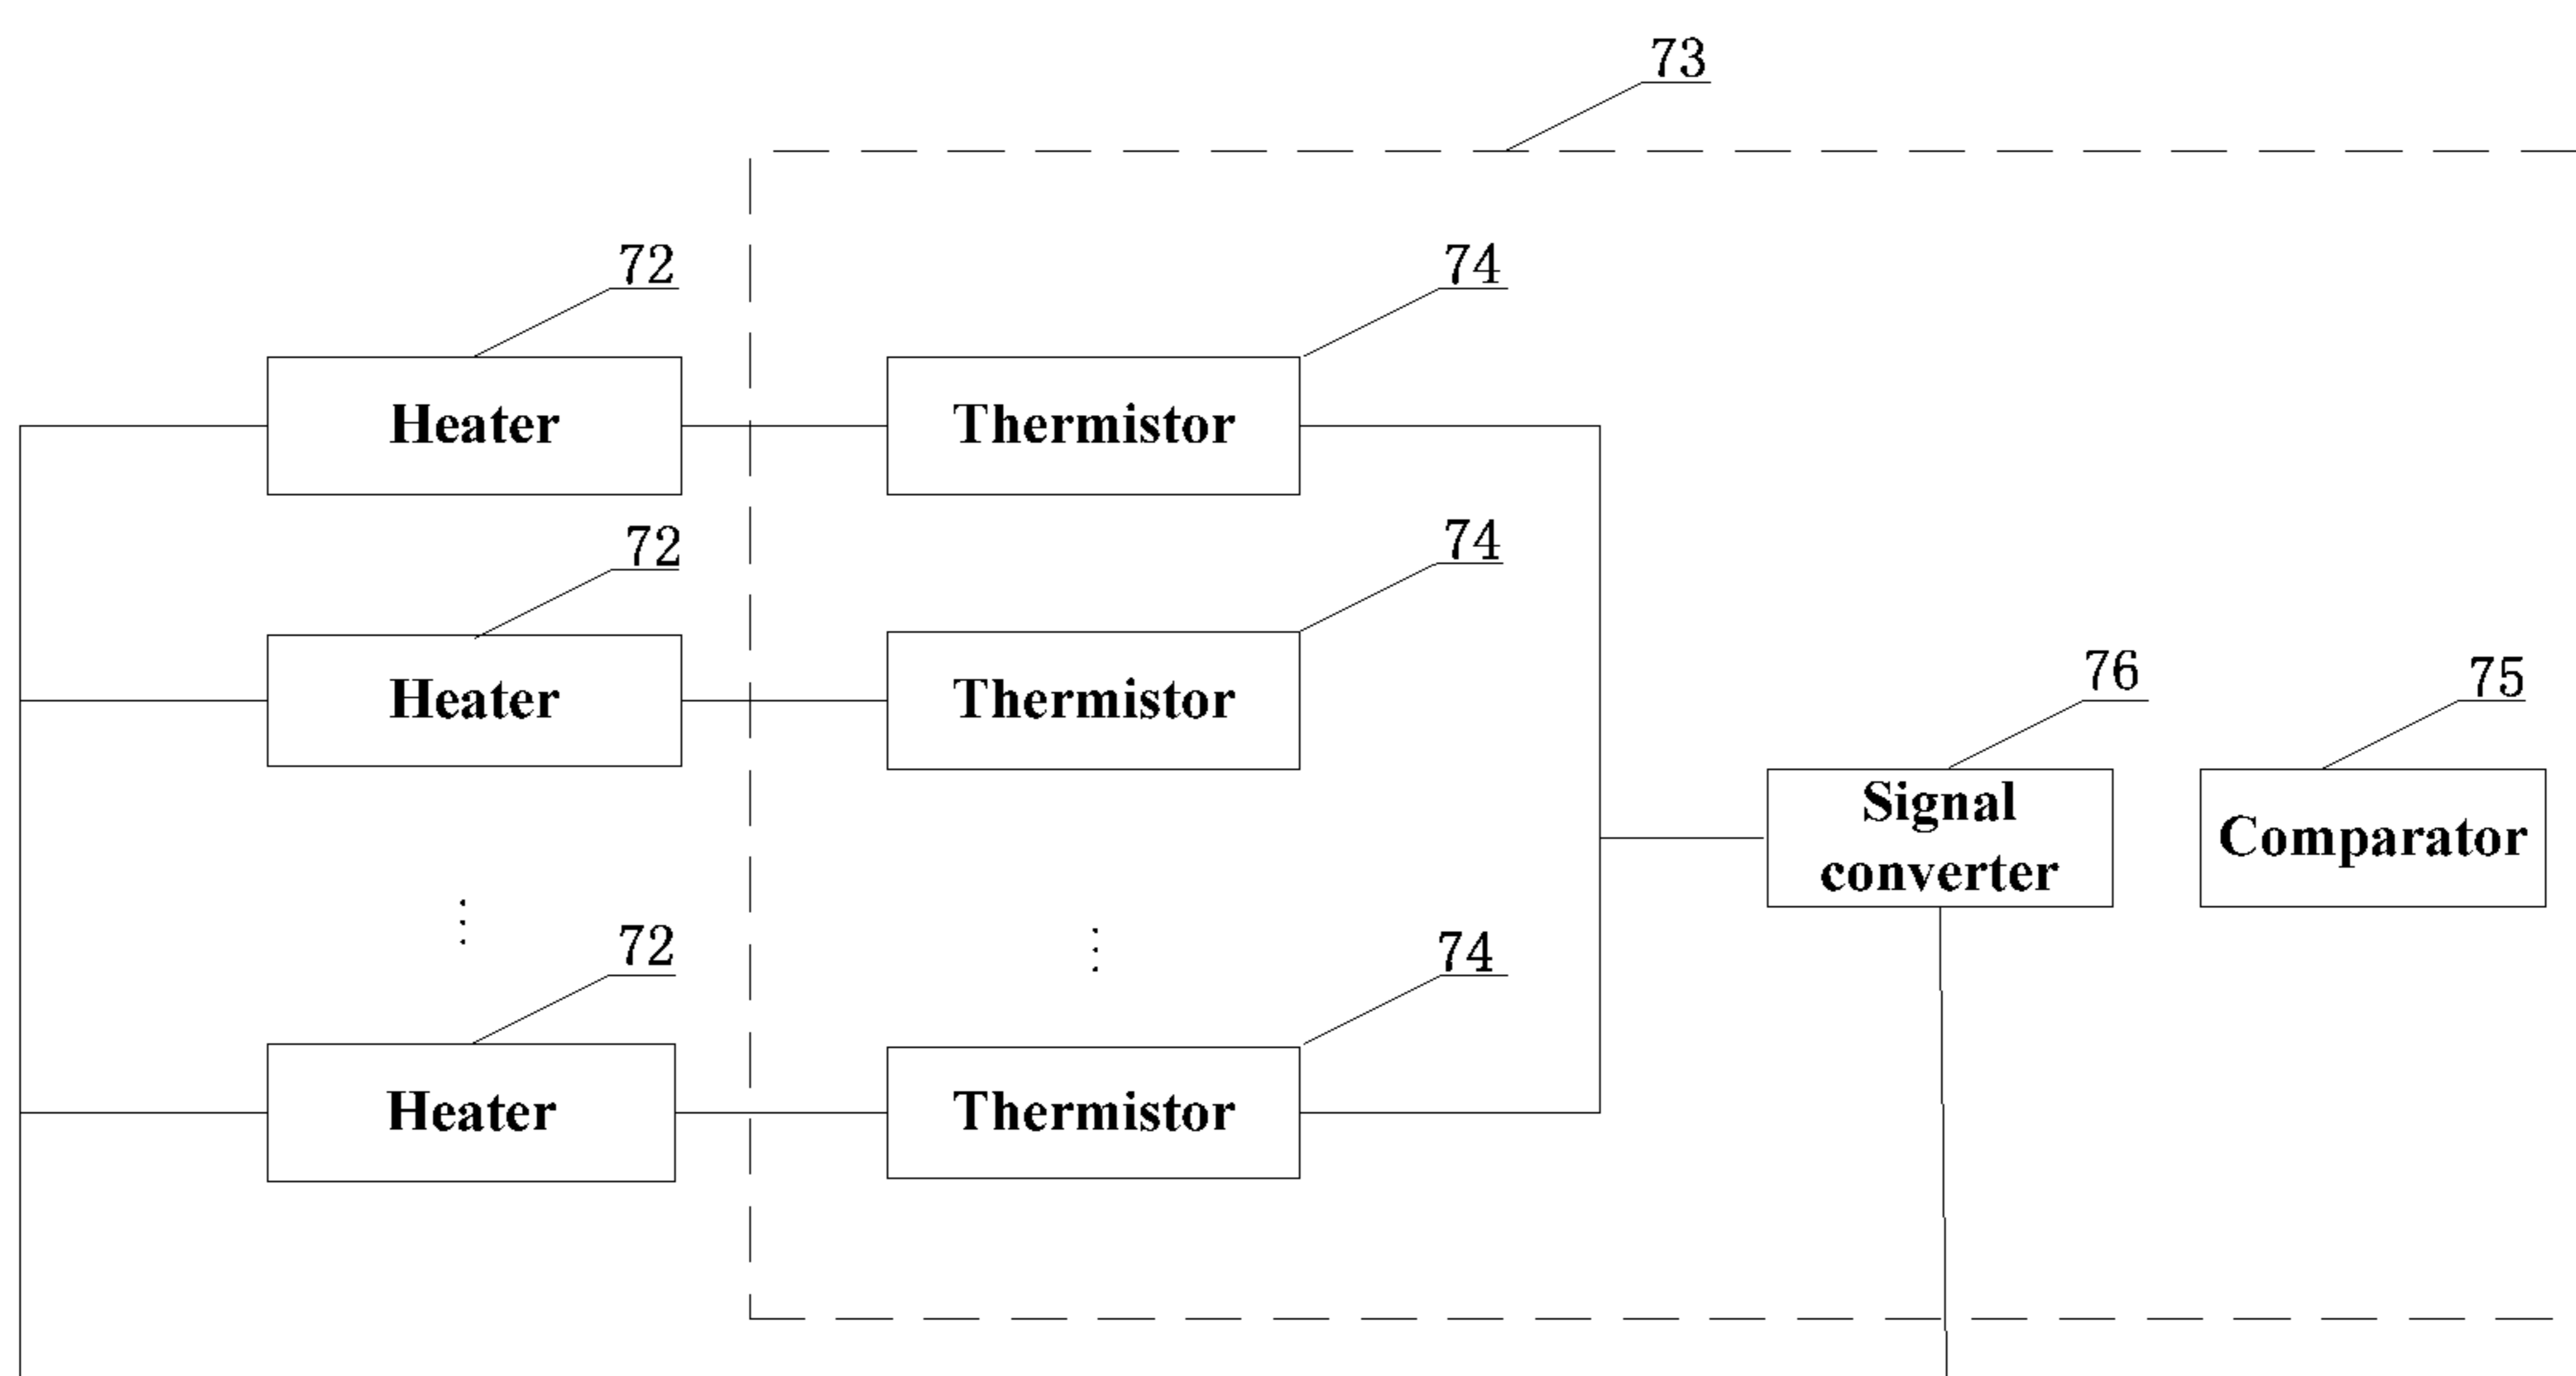 73
72
74
Heater
Thermistor
72
74
Heater
Thermistor
76
75
Signal
converter
Comparator
72
74
Heater
Thermistor